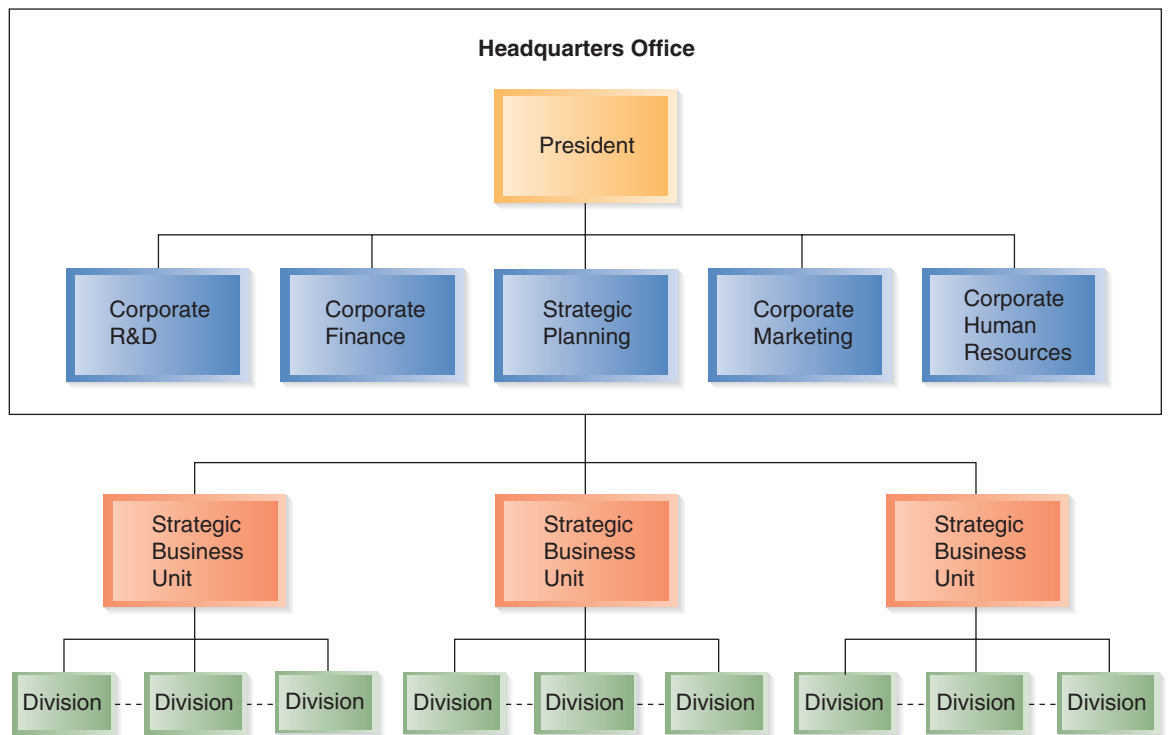 Headquarters Office
President
Corporate
R&D
Corporate
Finance
Strategic
Planning
Corporate
Marketing
Corporate
Human
Resources
Strategic
Business
Unit
Strategic
Business
Unit
Strategic
Business
Unit
Division
Division
Division
Division
Division
Division
Division
Division
Division